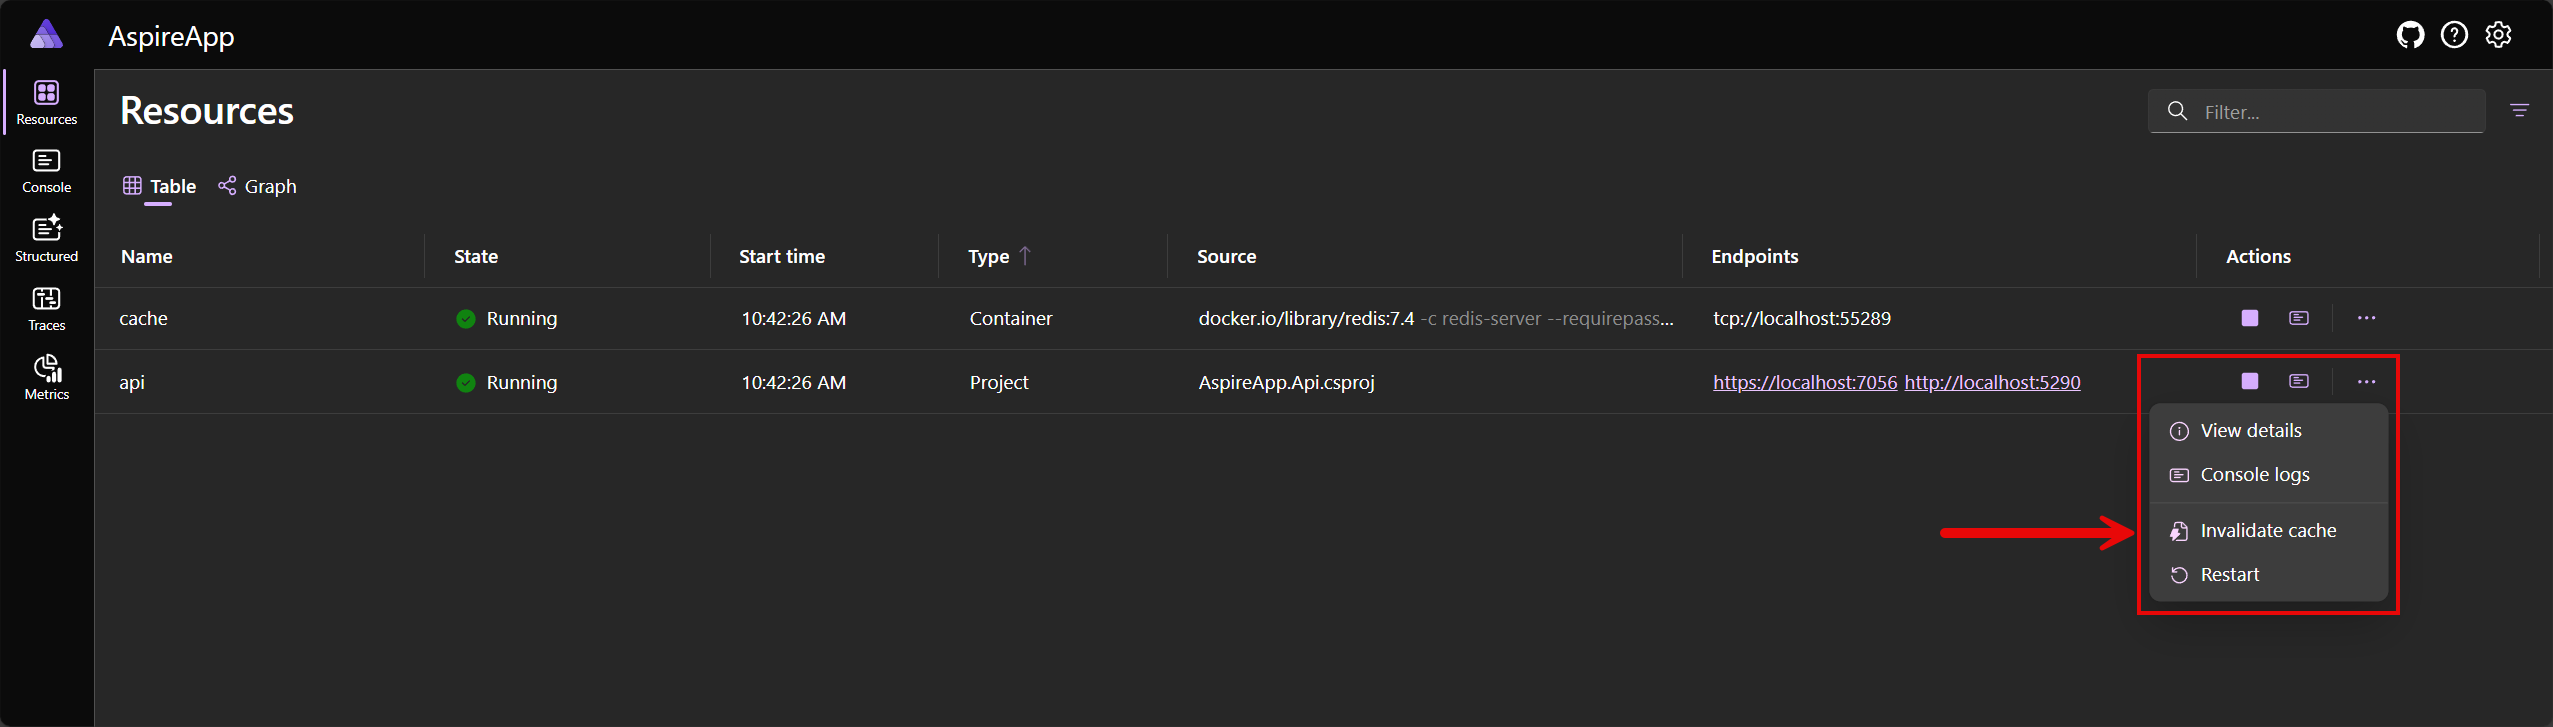 AspireApp
Resources
Console
Structured
Traces
Metrics
Resources
Filter...
Table Graph
Name State Start time Type Source Endpoints Actions
cache Running 10:42:26 AM Container docker.io/library/redis:7.4 -c redis-server --requirepass... tcp://localhost:55289
api Running 10:42:26 AM Project AspireApp.Api.csproj https://localhost:7056 http://localhost:5290
View details
Console logs
Invalidate cache
Restart